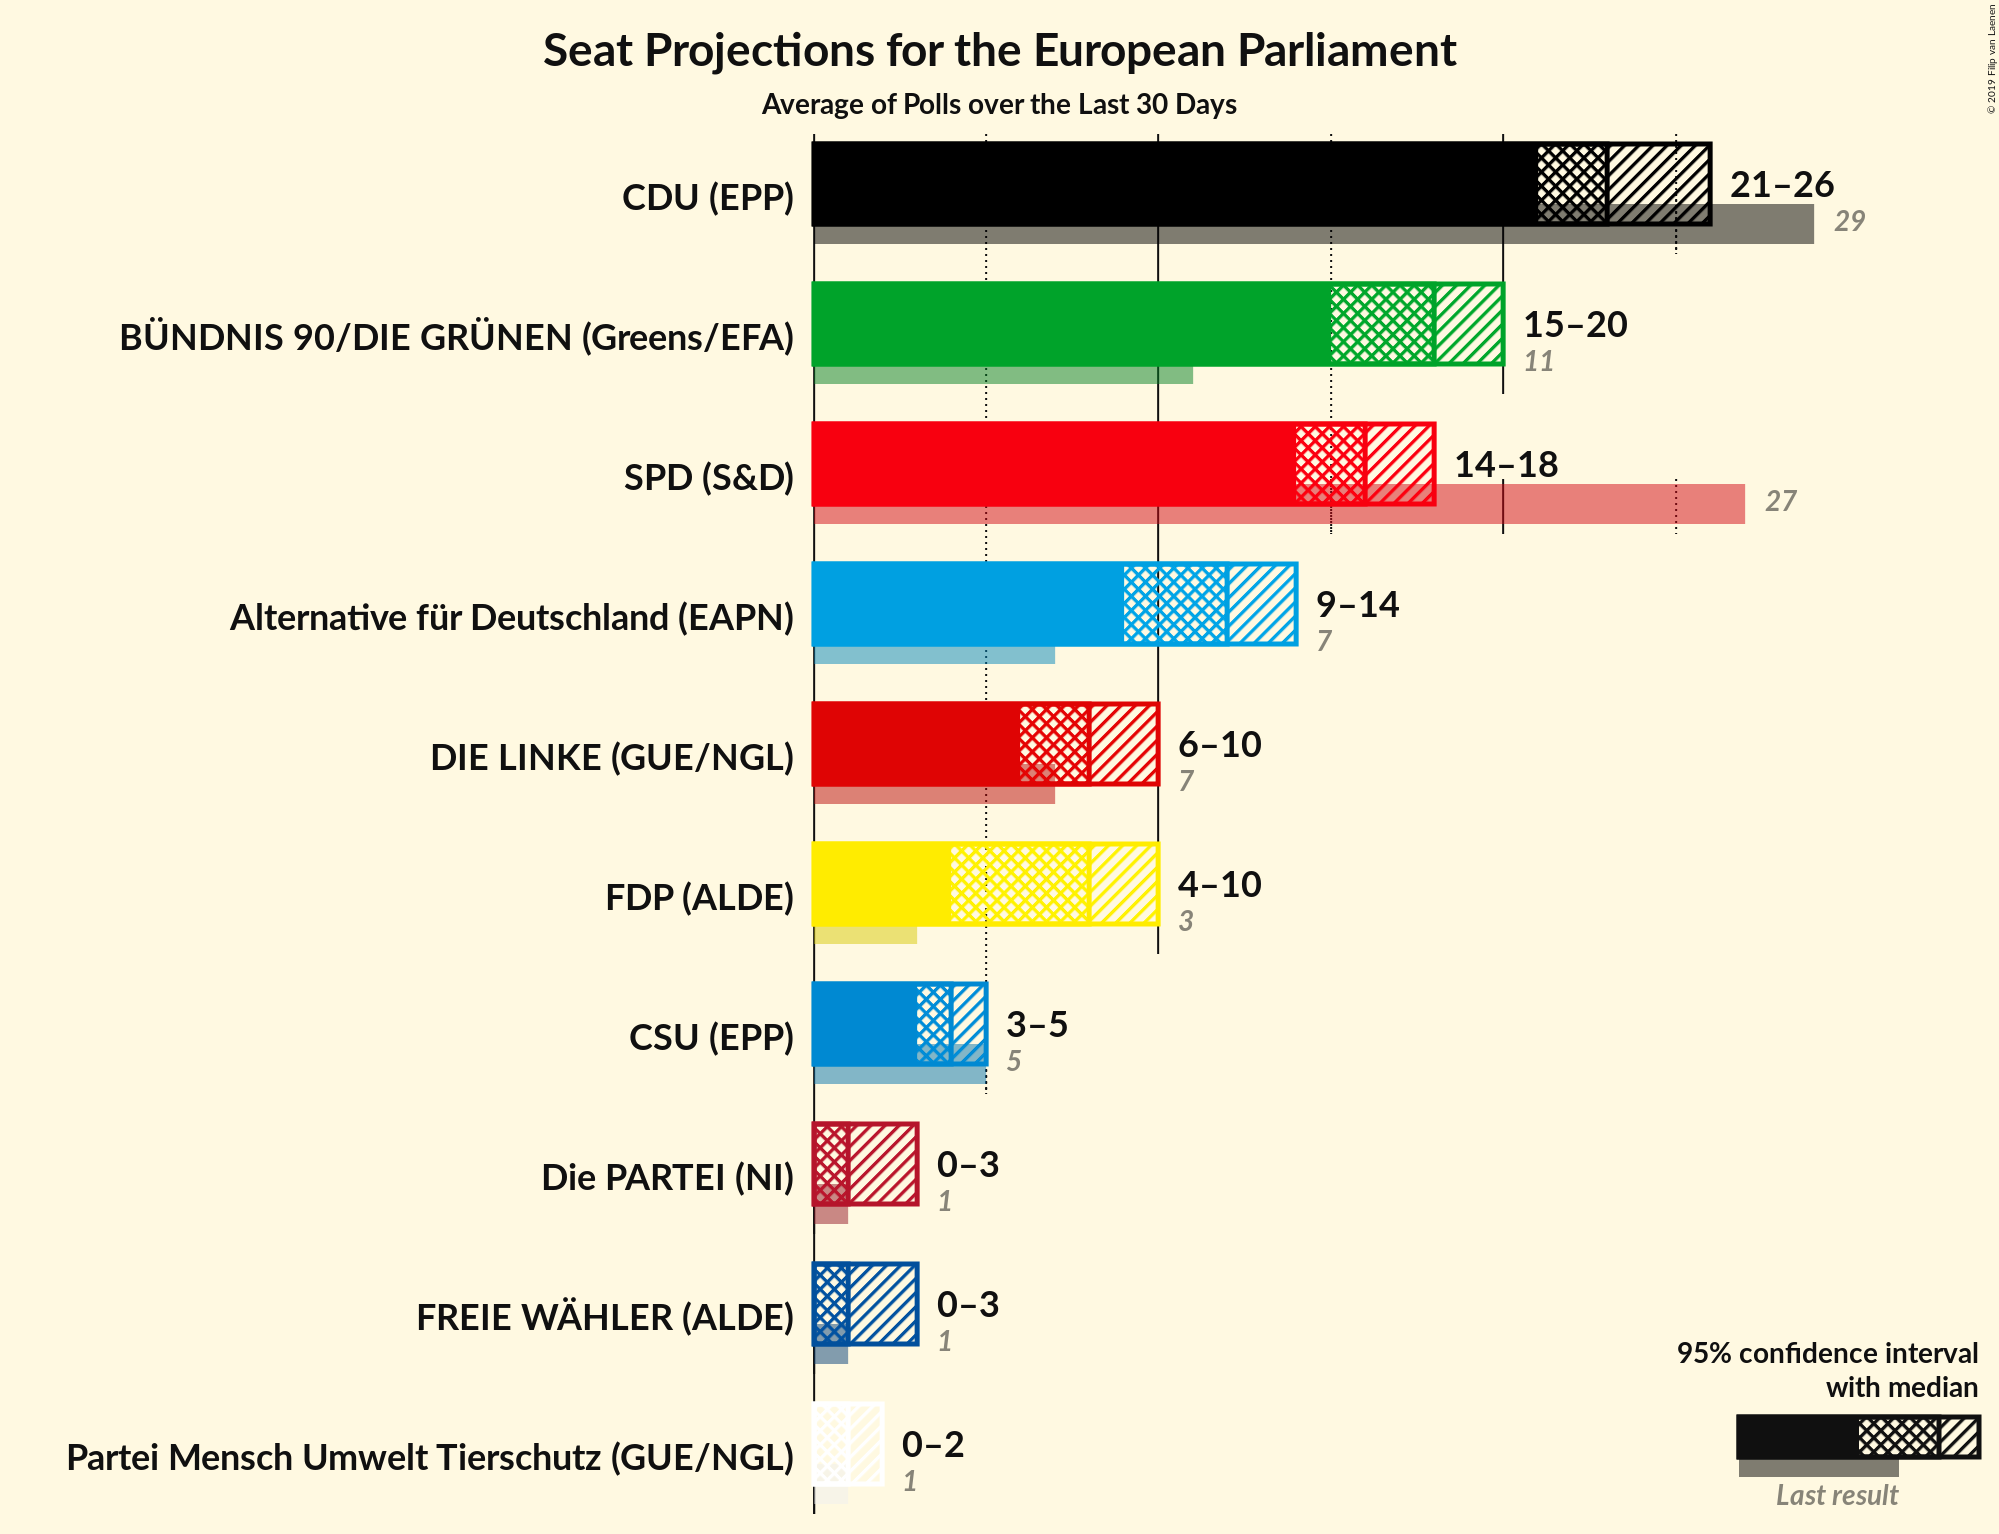 Seat Projections for the European Parliament
Average of Polls over the Last 30 Days
© 2019 Filip van Laenen
CDU (EPP)
21–26
29
BÜNDNIS 90/DIE GRÜNEN (Greens/EFA)
15–20
11
SPD (S&D)
14–18
27
Alternative für Deutschland (EAPN)
9–14
7
DIE LINKE (GUE/NGL)
6–10
7
FDP (ALDE)
4–10
3
CSU (EPP)
3–5
5
Die PARTEI (NI)
0–3
1
FREIE WÄHLER (ALDE)
0–3
1
Partei Mensch Umwelt Tierschutz (GUE/NGL)
0–2
1
95% confidence interval
with median
Last result